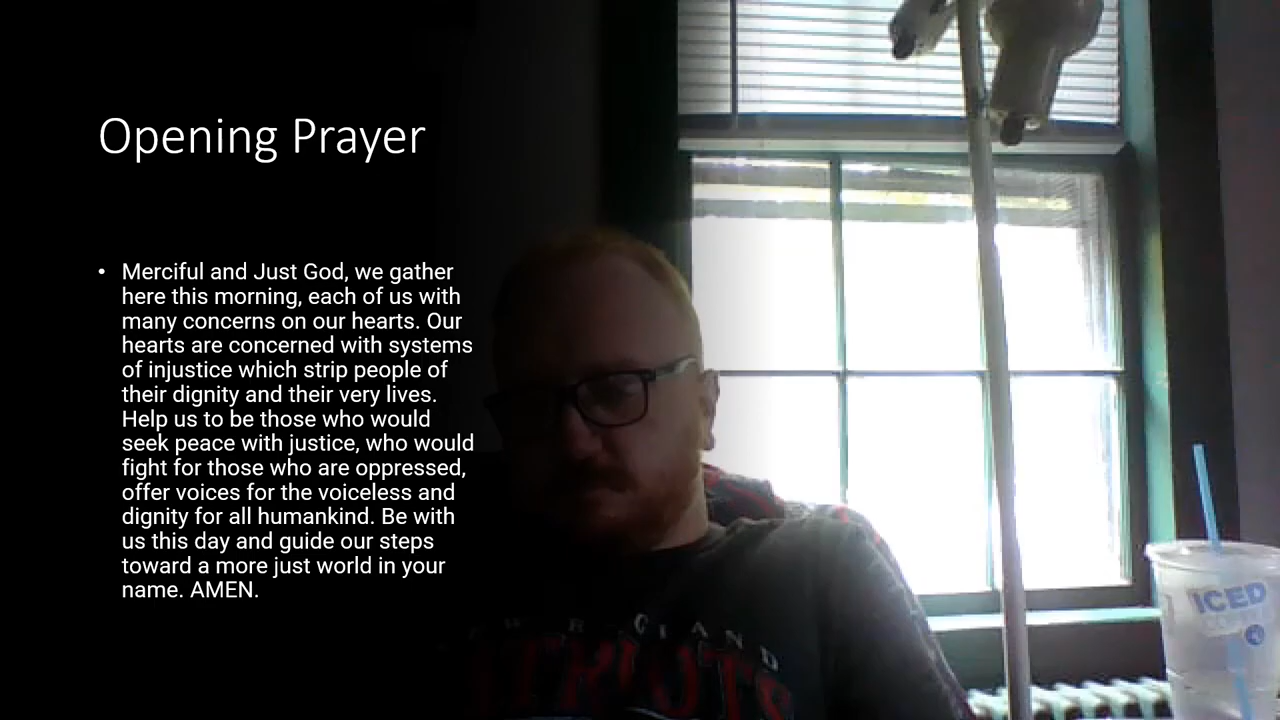 Opening Prayer
• Merciful and Just God, we gather
here this morning, each of us with
many concerns on our hearts. Our
hearts are concerned with systems
of injustice which strip people of
their dignity and their very lives.
Help us to be those who would
seek peace with justice, who would
fight for those who are oppressed,
offer voices for the voiceless and
dignity for all humankind. Be with
us this day and guide our steps
toward a more just world in your
name. AMEN.
PATRIOTS
ICED